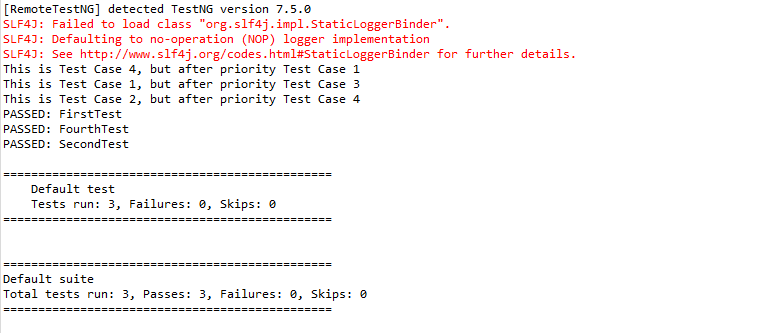 [RemoteTestNG] detected TestNG version 7.5.0
SLF4J: Failed to load class "org.slf4j.impl.StaticLoggerBinder".
SLF4J: Defaulting to no-operation (NOP) logger implementation
SLF4J: See http://www.slf4j.org/codes.html#StaticLoggerBinder for further details.
This is Test Case 4, but after priority Test Case 1
This is Test Case 1, but after priority Test Case 3
This is Test Case 2, but after priority Test Case 4
PASSED: FirstTest
PASSED: FourthTest
PASSED: SecondTest
===============================================
Default test
Tests run: 3, Failures: 0, Skips: 0
===============================================
===============================================
Default suite
Total tests run: 3, Passes: 3, Failures: 0, Skips: 0
===============================================